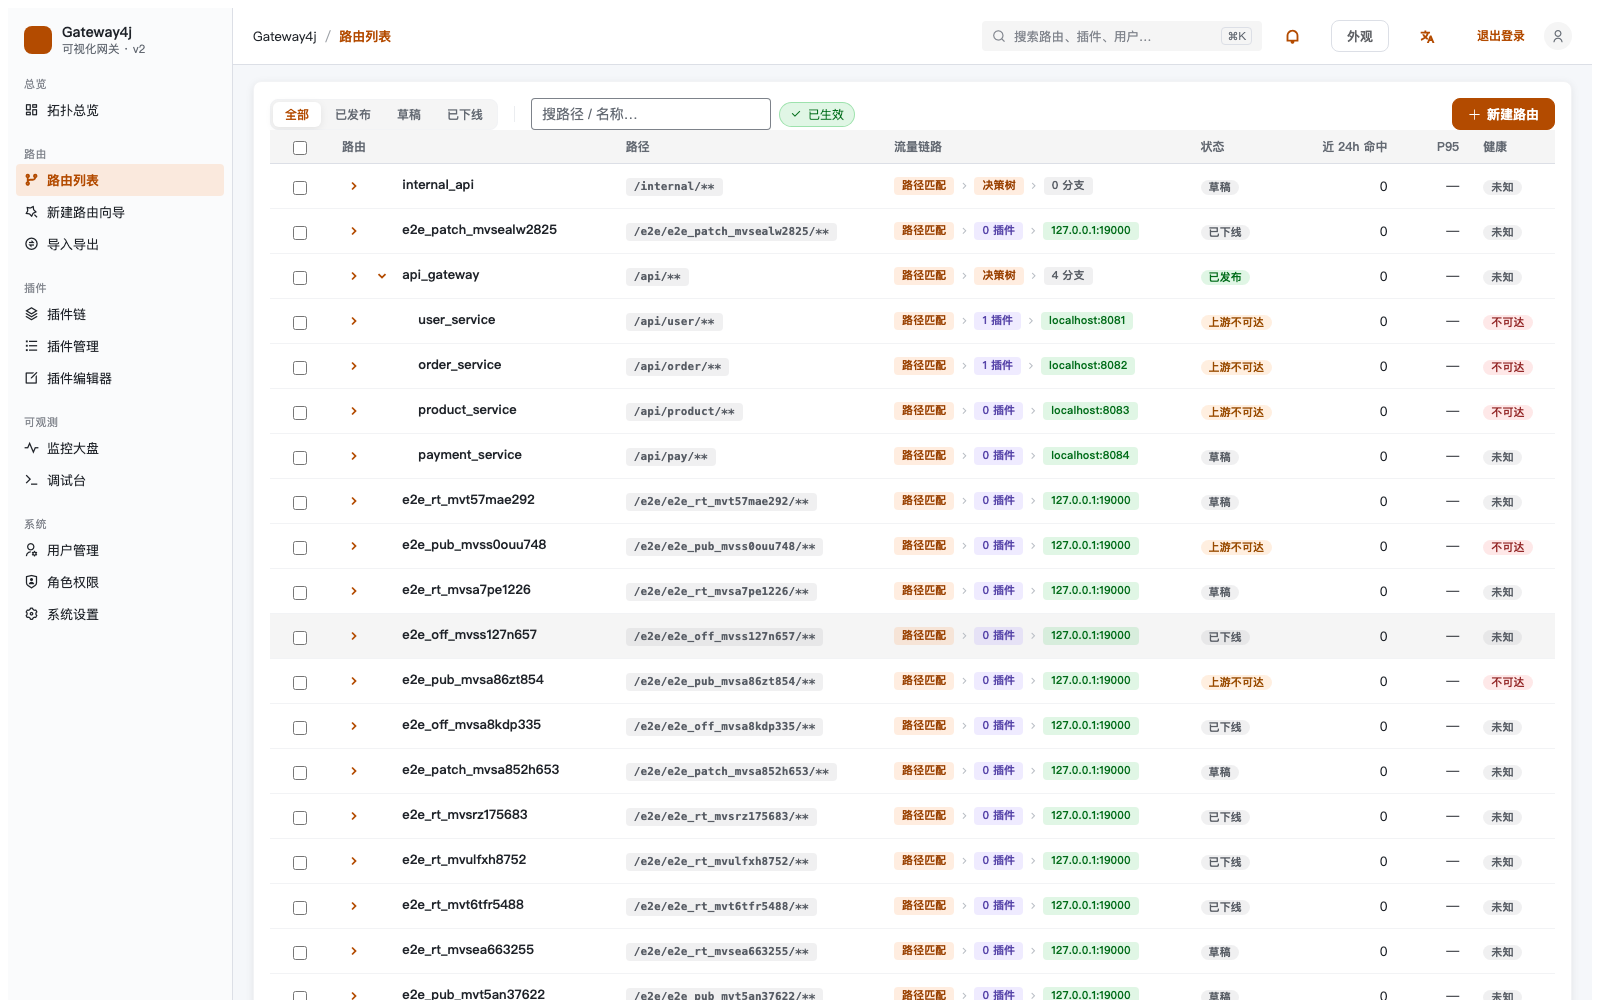 Gateway4j
可视化网关 · v2
总览
拓扑总览
路由
路由列表
新建路由向导
导入导出
插件
插件链
插件管理
插件编辑器
可观测
监控大盘
调试台
系统
用户管理
角色权限
系统设置
Gateway4j / 路由列表
搜索路由、插件、用户... ⌘K
外观
退出登录
全部 已发布 草稿 已下线
搜路径 / 名称...
已生效
新建路由
路由 路径 流量链路 状态 近 24h 命中 P95 健康
internal_api /internal/** 路径匹配 › 决策树 › 0 分支 草稿 0 — 未知
e2e_patch_mvsealw2825 /e2e/e2e_patch_mvsealw2825/** 路径匹配 › 0 插件 › 127.0.0.1:19000 已下线 0 — 未知
api_gateway /api/** 路径匹配 › 决策树 › 4 分支 已发布 0 — 未知
user_service /api/user/** 路径匹配 › 1 插件 › localhost:8081 上游不可达 0 — 不可达
order_service /api/order/** 路径匹配 › 1 插件 › localhost:8082 上游不可达 0 — 不可达
product_service /api/product/** 路径匹配 › 0 插件 › localhost:8083 上游不可达 0 — 不可达
payment_service /api/pay/** 路径匹配 › 0 插件 › localhost:8084 草稿 0 — 未知
e2e_rt_mvt57mae292 /e2e/e2e_rt_mvt57mae292/** 路径匹配 › 0 插件 › 127.0.0.1:19000 草稿 0 — 未知
e2e_pub_mvss0ouu748 /e2e/e2e_pub_mvss0ouu748/** 路径匹配 › 0 插件 › 127.0.0.1:19000 上游不可达 0 — 不可达
e2e_rt_mvsa7pe1226 /e2e/e2e_rt_mvsa7pe1226/** 路径匹配 › 0 插件 › 127.0.0.1:19000 草稿 0 — 未知
e2e_off_mvss127n657 /e2e/e2e_off_mvss127n657/** 路径匹配 › 0 插件 › 127.0.0.1:19000 已下线 0 — 未知
e2e_pub_mvsa86zt854 /e2e/e2e_pub_mvsa86zt854/** 路径匹配 › 0 插件 › 127.0.0.1:19000 上游不可达 0 — 不可达
e2e_off_mvsa8kdp335 /e2e/e2e_off_mvsa8kdp335/** 路径匹配 › 0 插件 › 127.0.0.1:19000 已下线 0 — 未知
e2e_patch_mvsa852h653 /e2e/e2e_patch_mvsa852h653/** 路径匹配 › 0 插件 › 127.0.0.1:19000 草稿 0 — 未知
e2e_rt_mvsrz175683 /e2e/e2e_rt_mvsrz175683/** 路径匹配 › 0 插件 › 127.0.0.1:19000 已下线 0 — 未知
e2e_rt_mvulfxh8752 /e2e/e2e_rt_mvulfxh8752/** 路径匹配 › 0 插件 › 127.0.0.1:19000 已下线 0 — 未知
e2e_rt_mvt6tfr5488 /e2e/e2e_rt_mvt6tfr5488/** 路径匹配 › 0 插件 › 127.0.0.1:19000 已下线 0 — 未知
e2e_rt_mvsea663255 /e2e/e2e_rt_mvsea663255/** 路径匹配 › 0 插件 › 127.0.0.1:19000 草稿 0 — 未知
e2e_pub_mvt5an37622 /e2e/e2e_pub_mvt5an37622/** 路径匹配 › 0 插件 › 127.0.0.1:19000 草稿 0 — 未知